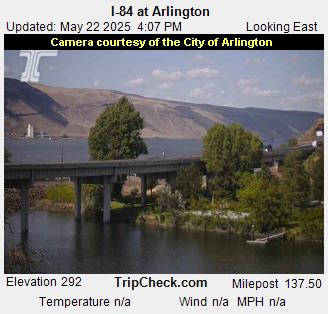 I-84 at Arlington
Updated: May 22 2025 4:07 PM Looking East
Camera courtesy of the City of Arlington
Elevation 292 TripCheck.com Milepost 137.50
Temperature n/a Wind n/a MPH n/a